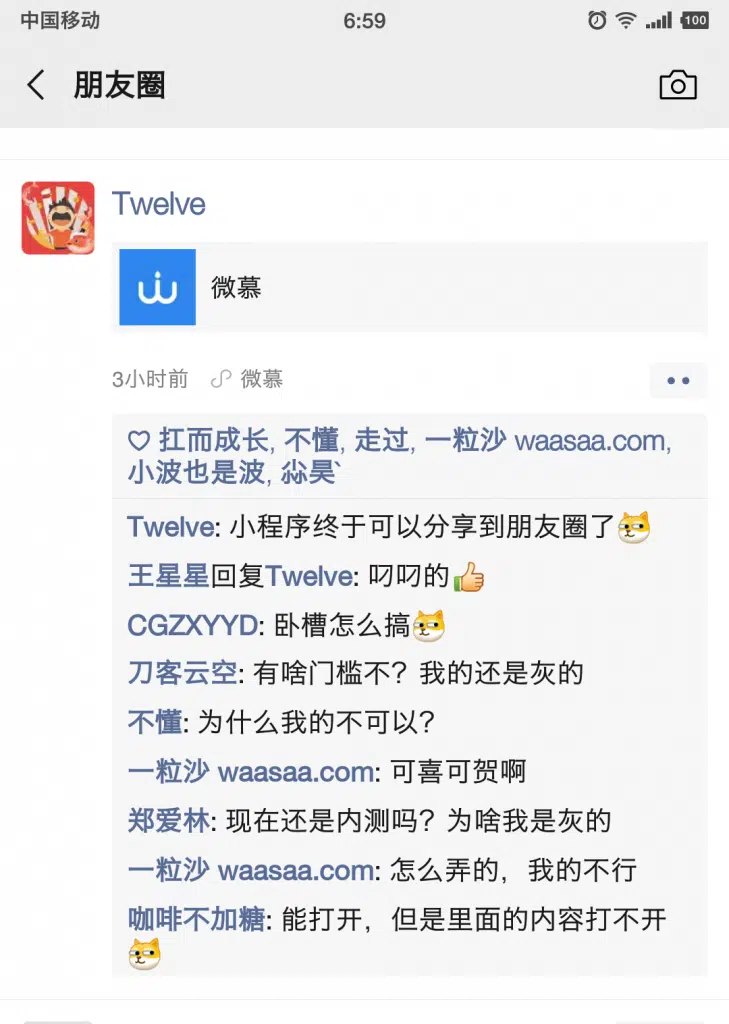 中国移动 6:59 100
朋友圈
Twelve
微慕
3小时前 微慕
扛而成长, 不懂, 走过, 一粒沙 waasaa.com,
小波也是波, 尛昊`
Twelve: 小程序终于可以分享到朋友圈了
王星星回复Twelve: 叨叨的
CGZXYYD: 卧槽怎么搞
刀客云空: 有啥门槛不？我的还是灰的
不懂: 为什么我的不可以？
一粒沙 waasaa.com: 可喜可贺啊
郑爱林: 现在还是内测吗？为啥我是灰的
一粒沙 waasaa.com: 怎么弄的，我的不行
咖啡不加糖: 能打开，但是里面的内容打不开